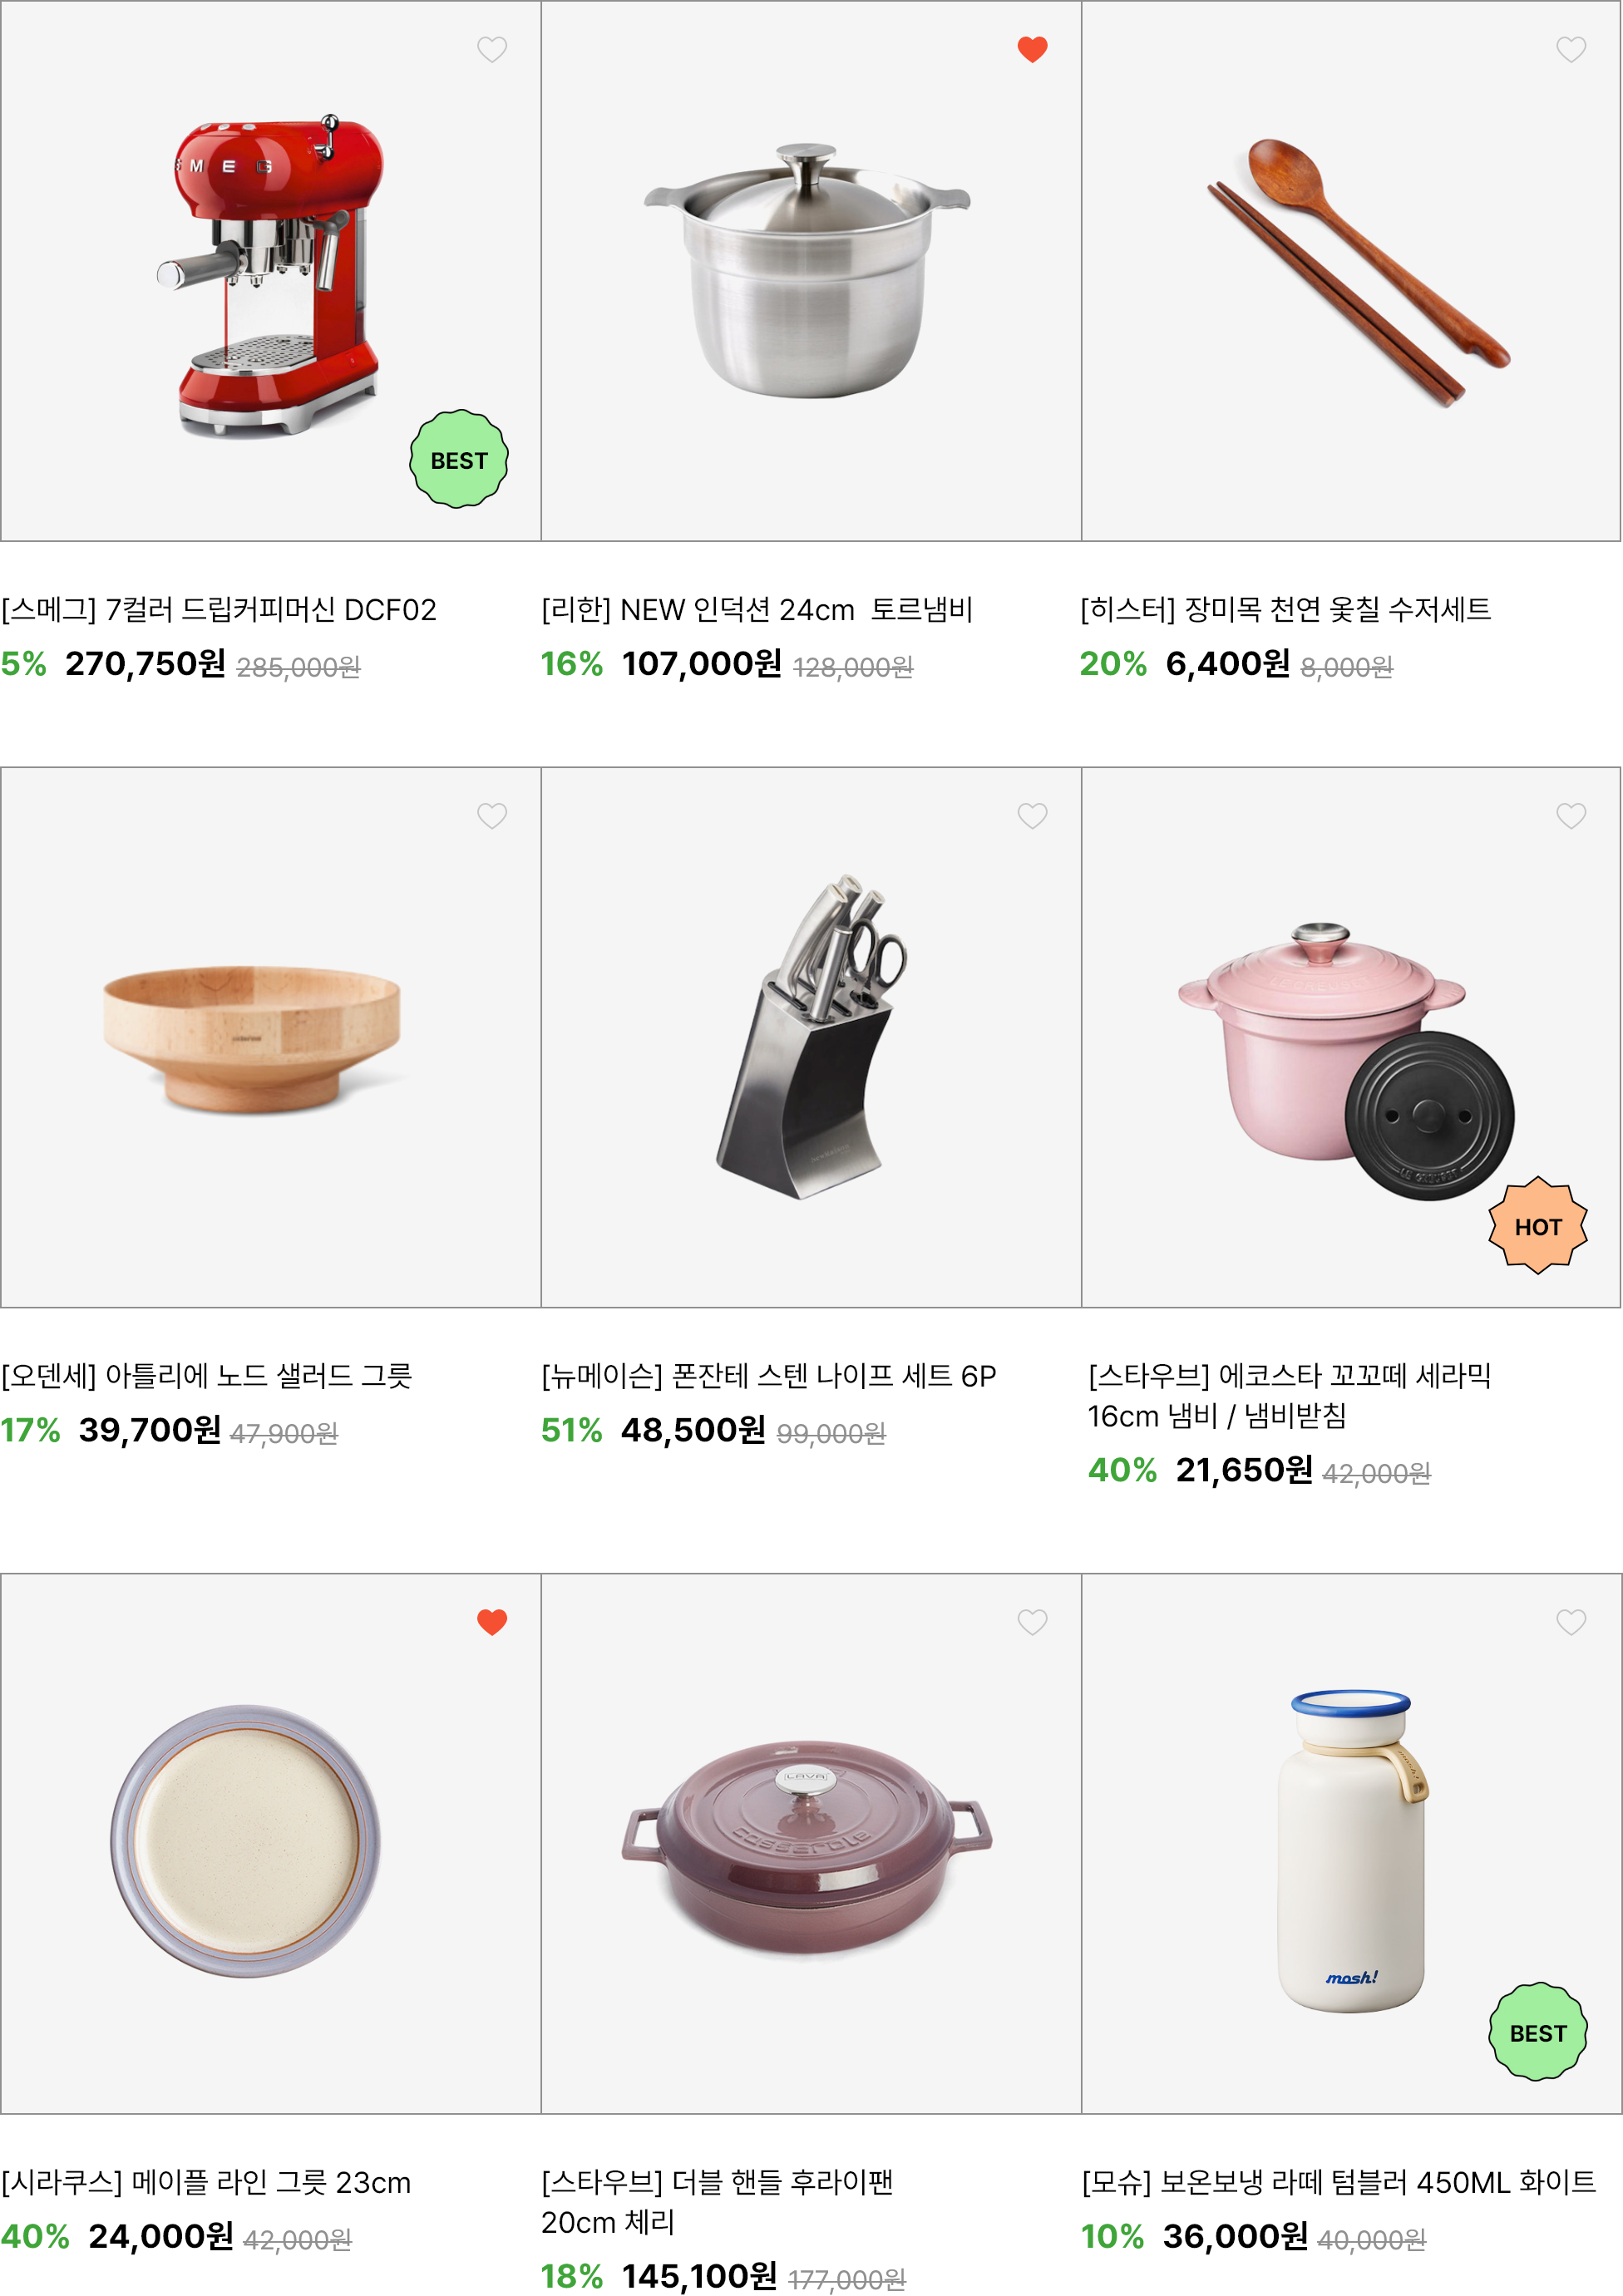 SMEG
BEST
[스메그] 7컬러 드립커피머신 DCF02
5% 270,750원 285,000원
[리한] NEW 인덕션 24cm 토르냄비
16% 107,000원 128,000원
[히스터] 장미목 천연 옻칠 수저세트
20% 6,400원 8,000원
LE CREUSET
HOT
[오덴세] 아틀리에 노드 샐러드 그릇
17% 39,700원 47,900원
[뉴메이슨] 폰잔테 스텐 나이프 세트 6P
51% 48,500원 99,000원
[스타우브] 에코스타 꼬꼬떼 세라믹
16cm 냄비 / 냄비받침
40% 21,650원 42,000원
LAVA
casserole
mosh!
BEST
[시라쿠스] 메이플 라인 그릇 23cm
40% 24,000원 42,000원
[스타우브] 더블 핸들 후라이팬
20cm 체리
18% 145,100원 177,000원
[모슈] 보온보냉 라떼 텀블러 450ML 화이트
10% 36,000원 40,000원